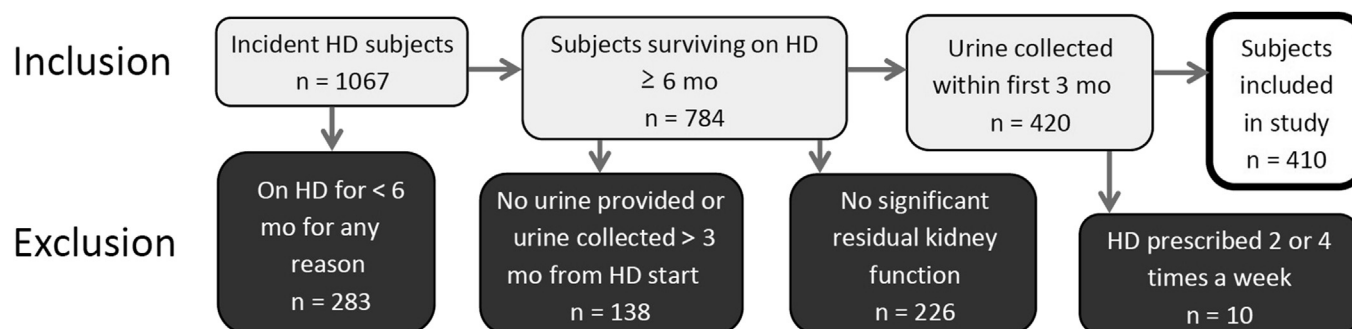 Inclusion
Incident HD subjects
n = 1067
Subjects surviving on HD
≥ 6 mo
n = 784
Urine collected
within first 3 mo
n = 420
Subjects
included
in study
n = 410
Exclusion
On HD for < 6
mo for any
reason
n = 283
No urine provided or
urine collected > 3
mo from HD start
n = 138
No significant
residual kidney
function
n = 226
HD prescribed 2 or 4
times a week
n = 10